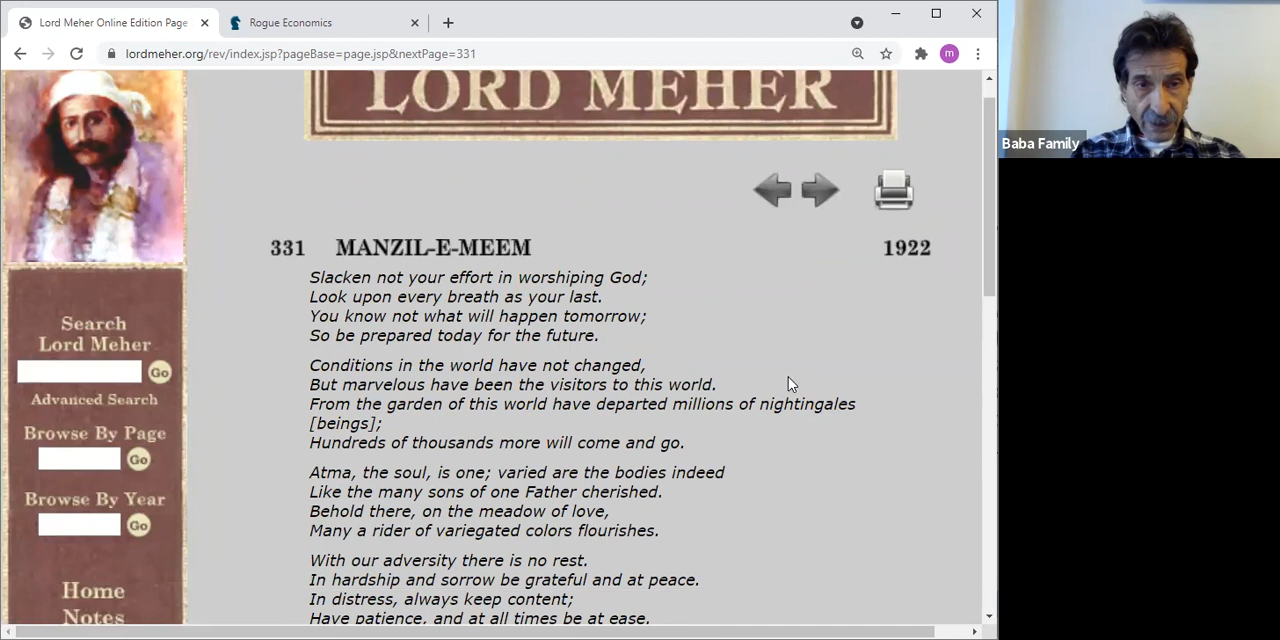 Lord Meher Online Edition Page
Rogue Economics
lordmeher.org/rev/index.jsp?pageBase=page.jsp&nextPage=331
m
LORD MEHER
Baba Family
331 MANZIL-E-MEEM 1922
Slacken not your effort in worshiping God;
Look upon every breath as your last.
You know not what will happen tomorrow;
So be prepared today for the future.
Conditions in the world have not changed,
But marvelous have been the visitors to this world.
From the garden of this world have departed millions of nightingales
[beings];
Hundreds of thousands more will come and go.
Atma, the soul, is one; varied are the bodies indeed
Like the many sons of one Father cherished.
Behold there, on the meadow of love,
Many a rider of variegated colors flourishes.
With our adversity there is no rest.
In hardship and sorrow be grateful and at peace.
In distress, always keep content;
Have patience, and at all times be at ease.
Search
Lord Meher
Go
Advanced Search
Browse By Page
Go
Browse By Year
Go
Home
Notes